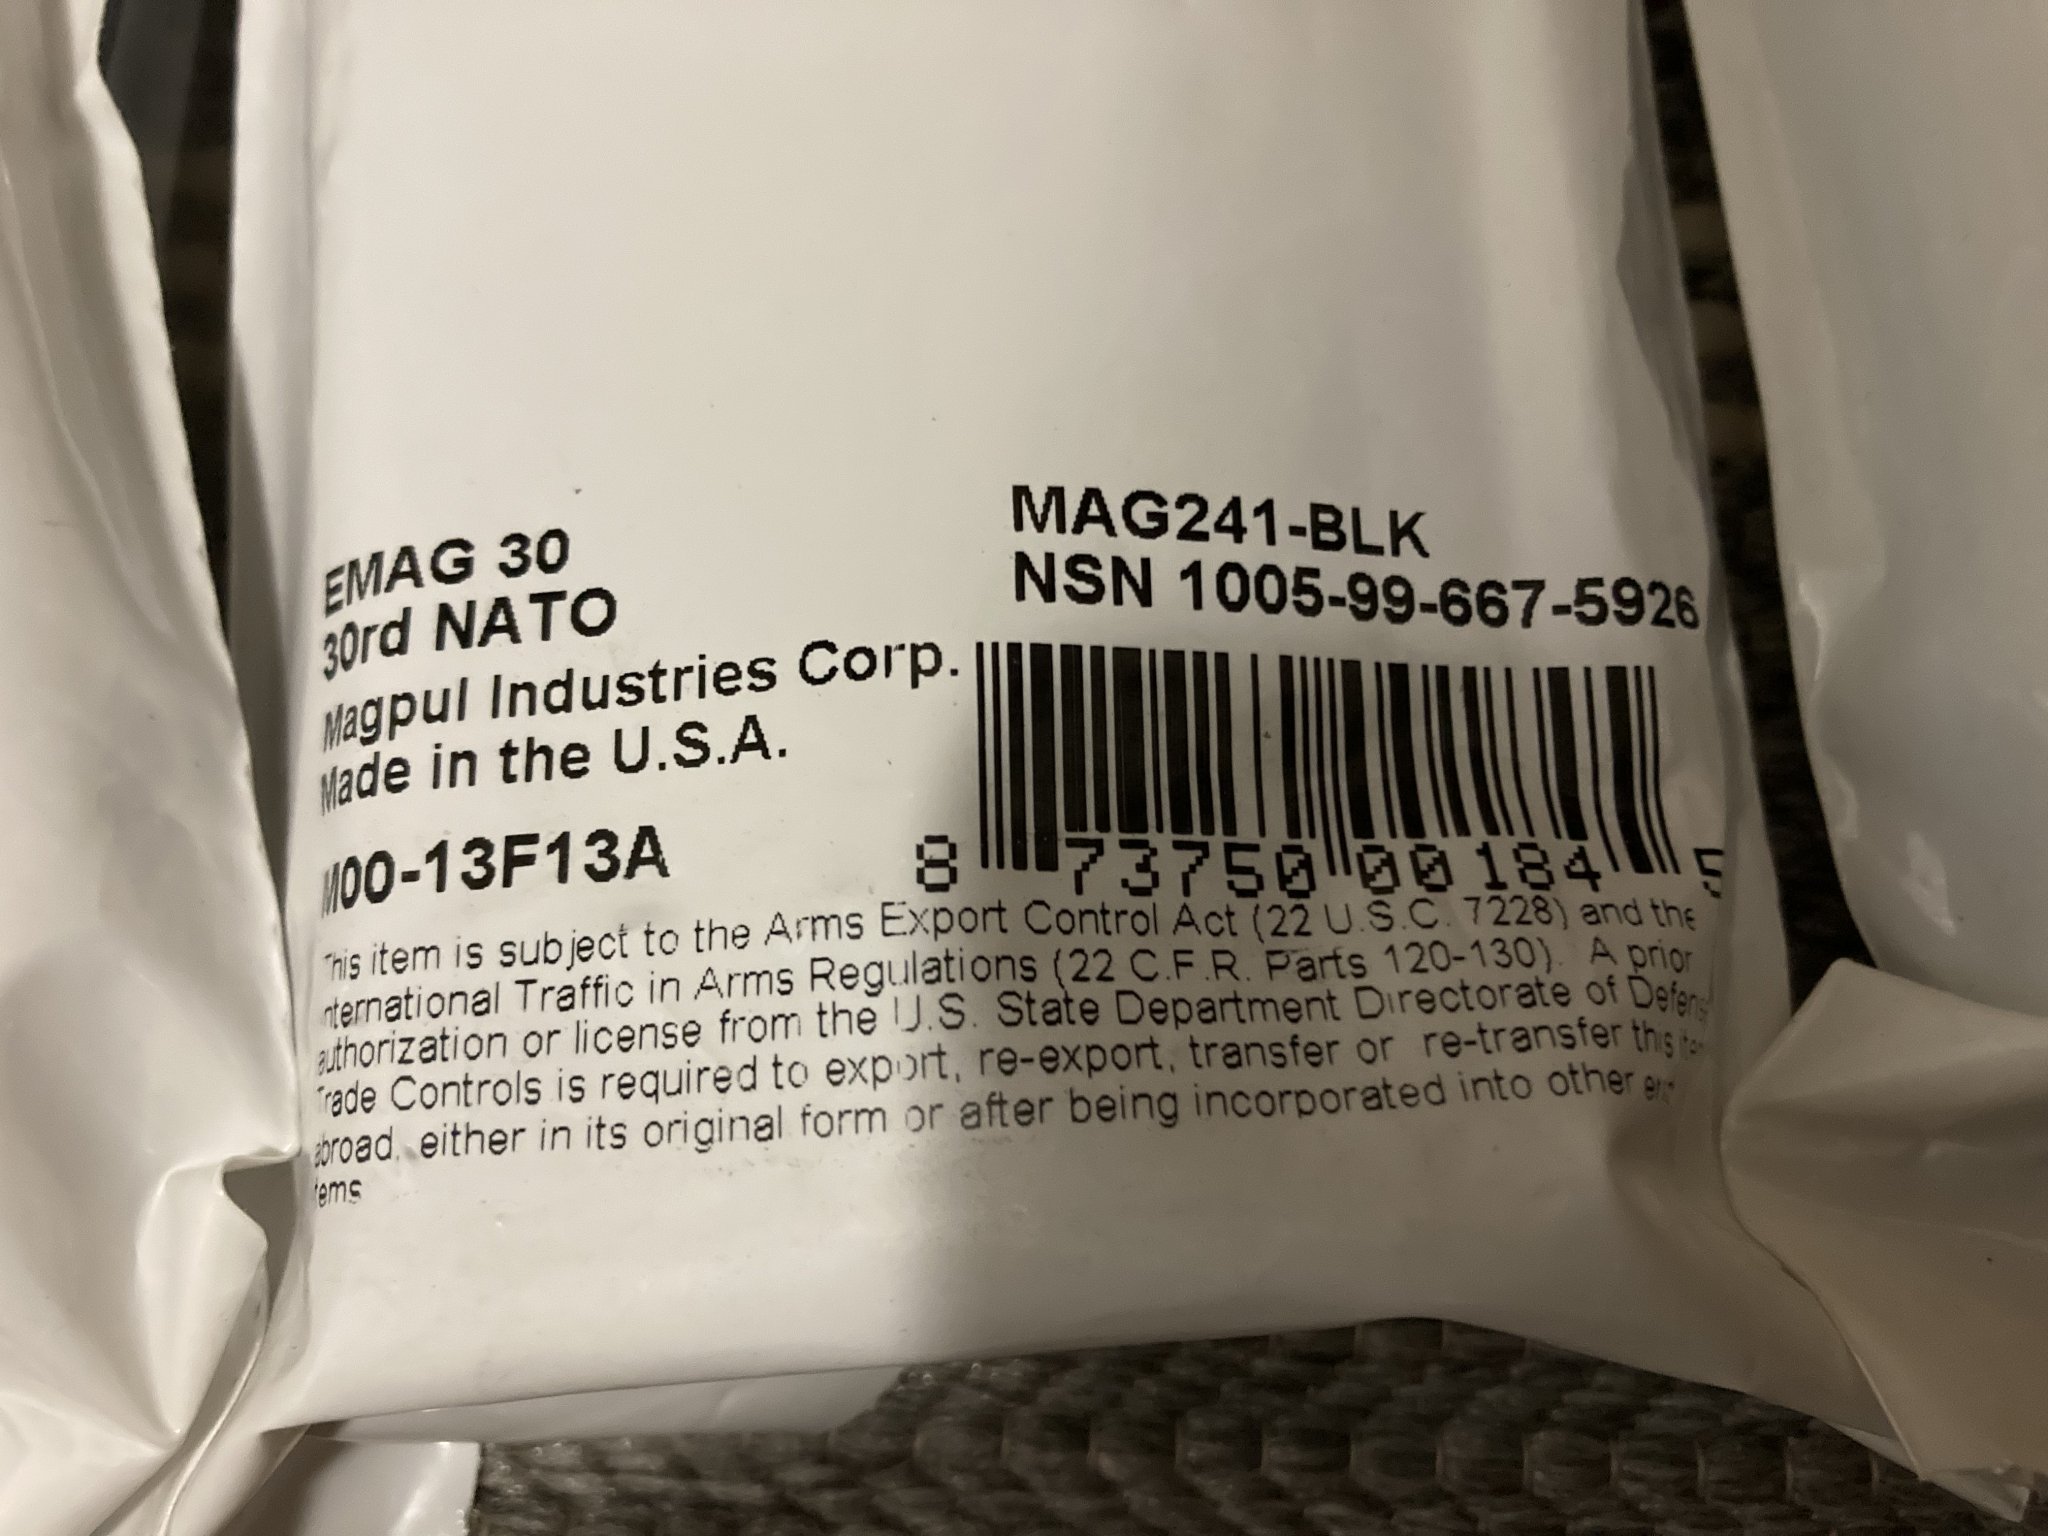 EMAG 30
30rd NATO
Magpul Industries Corp.
Made in the U.S.A.
M00-13F13A
MAG241-BLK
NSN 1005-99-667-5926
8 73750 00184 5
This item is subject to the Arms Export Control Act (22 U.S.C. 7228) and the
International Traffic in Arms Regulations (22 C.F.R. Parts 120-130). A prior
authorization or license from the U.S. State Department Directorate of Defense
Trade Controls is required to export, re-export, transfer or re-transfer this item
abroad, either in its original form or after being incorporated into other end
items